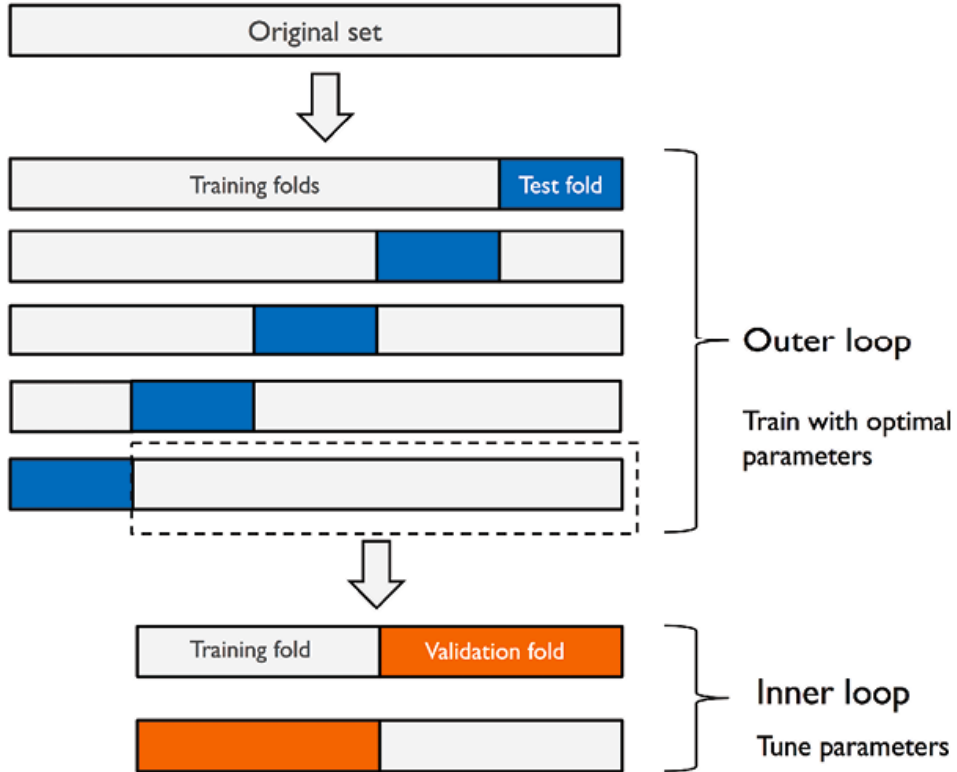 Original set
Training folds
Test fold
Outer loop
Train with optimal
parameters
Training fold
Validation fold
Inner loop
Tune parameters